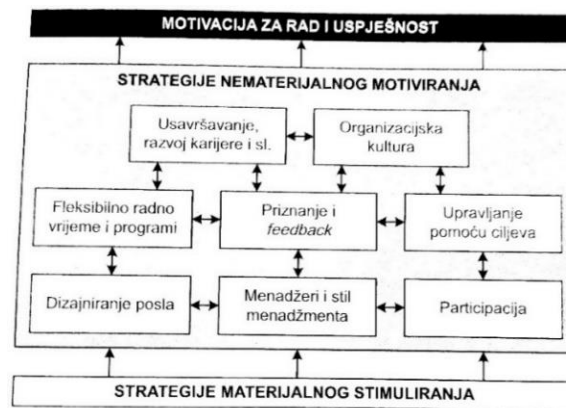 MOTIVACIJA ZA RAD I USPJEŠNOST
STRATEGIJE NEMATERIJALNOG MOTIVIRANJA
Usavršavanje,
razvoj karijere i sl.
Organizacijska
kultura
Fleksibilno radno
vrijeme i programi
Priznanje i
feedback
Upravljanje
pomoću ciljeva
Dizajniranje posla
Menadžeri i stil
menadžmenta
Participacija
STRATEGIJE MATERIJALNOG STIMULIRANJA